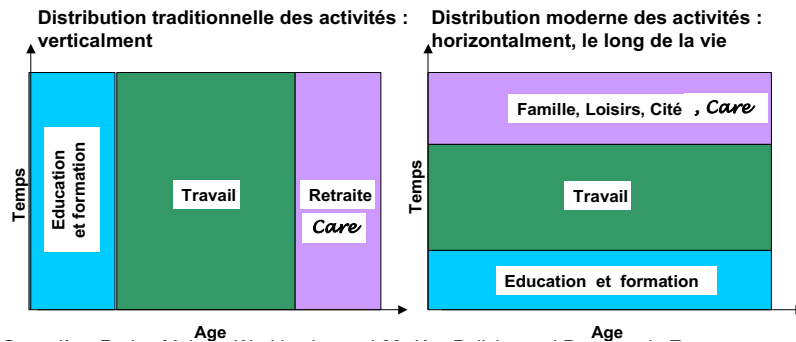 Distribution traditionnelle des activités :
verticalment
Temps
Education
et formation
Travail
Retraite
Care
Age
Distribution moderne des activités :
horizontalment, le long de la vie
Temps
Famille, Loisirs, Cité , Care
Travail
Education et formation
Age